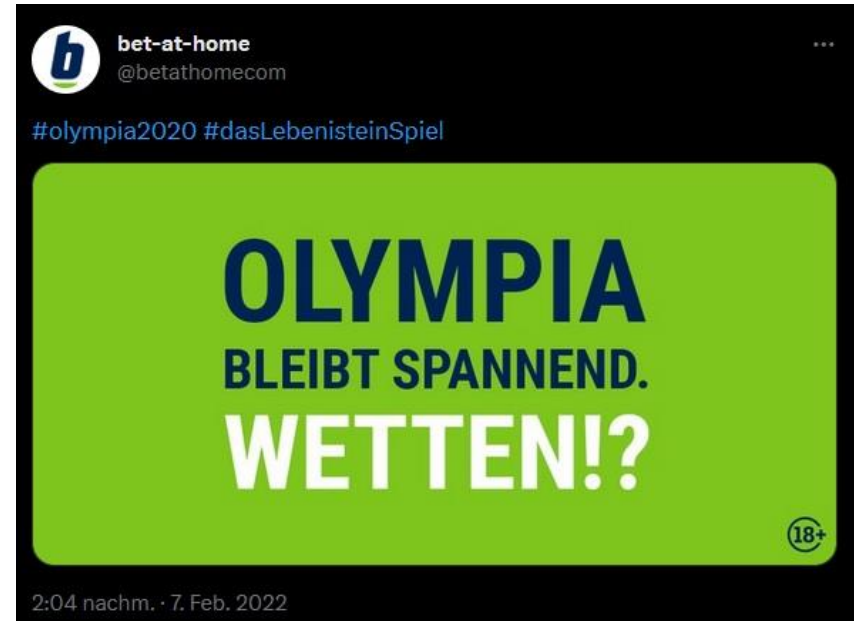 bet-at-home
@betathomecom
#olympia2020 #dasLebenisteinSpiel
OLYMPIA
BLEIBT SPANNEND.
WETTEN!?
18+
2:04 nachm. · 7. Feb. 2022